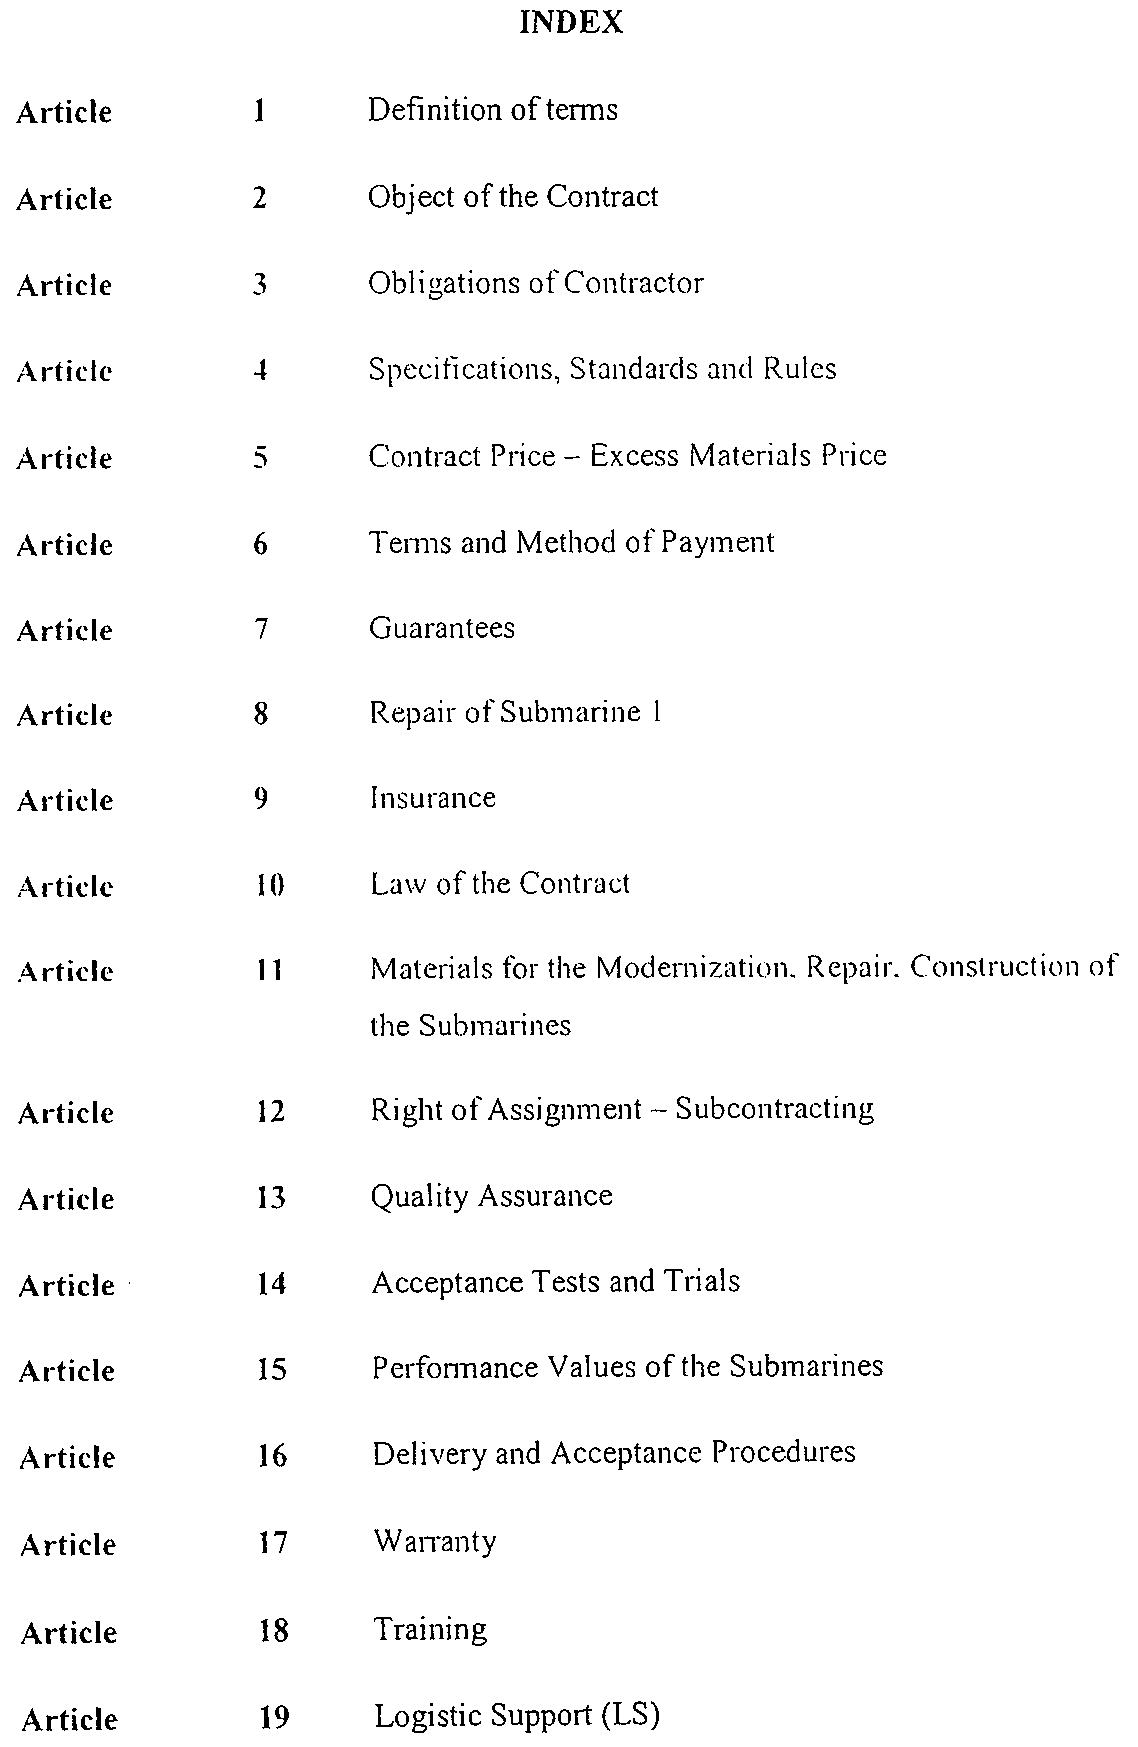 INDEX
Article 1 Definition of terms
Article 2 Object of the Contract
Article 3 Obligations of Contractor
Article 4 Specifications, Standards and Rules
Article 5 Contract Price – Excess Materials Price
Article 6 Terms and Method of Payment
Article 7 Guarantees
Article 8 Repair of Submarine 1
Article 9 Insurance
Article 10 Law of the Contract
Article 11 Materials for the Modernization, Repair, Construction of
the Submarines
Article 12 Right of Assignment – Subcontracting
Article 13 Quality Assurance
Article 14 Acceptance Tests and Trials
Article 15 Performance Values of the Submarines
Article 16 Delivery and Acceptance Procedures
Article 17 Warranty
Article 18 Training
Article 19 Logistic Support (LS)